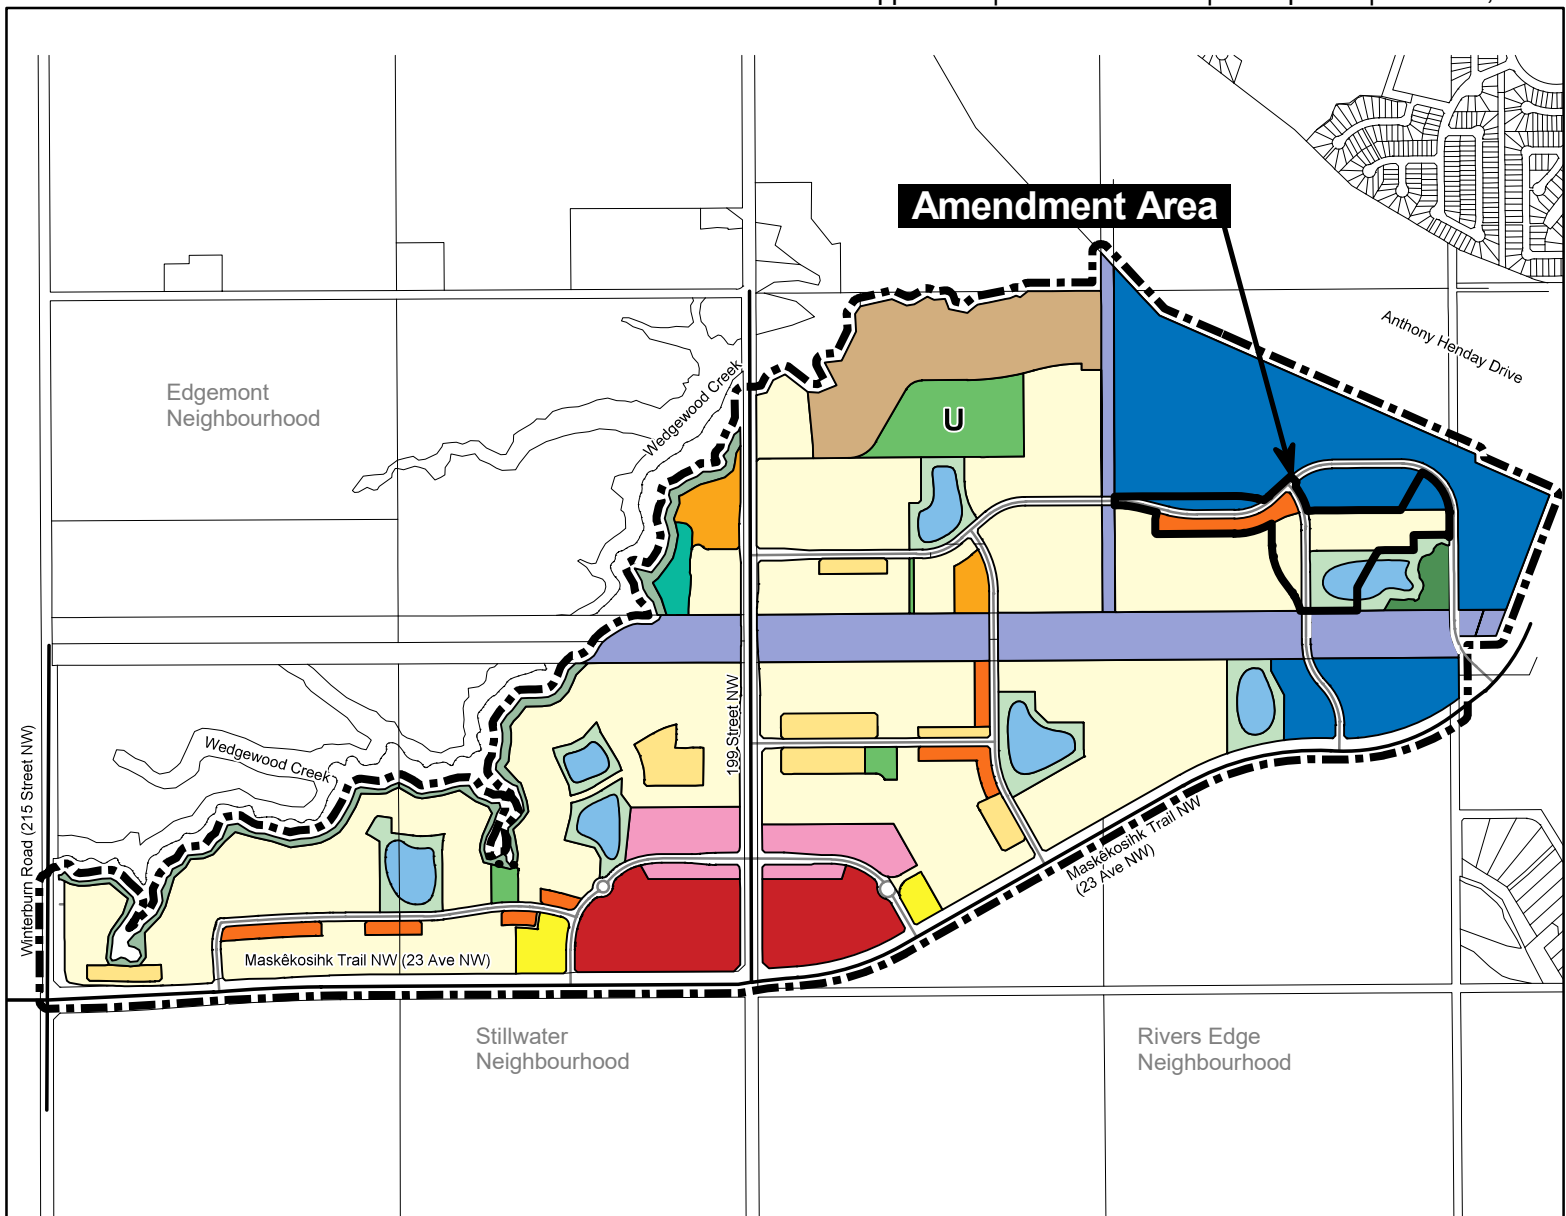 Amendment Area
Anthony Henday Drive
Edgemont
Neighbourhood
Wedgewood Creek
U
199 Street NW
Wedgewood Creek
Winterburn Road (215 Street NW)
Maskêkosihk Trail NW
(23 Ave NW)
Maskêkosihk Trail NW (23 Ave NW)
Stillwater
Neighbourhood
Rivers Edge
Neighbourhood